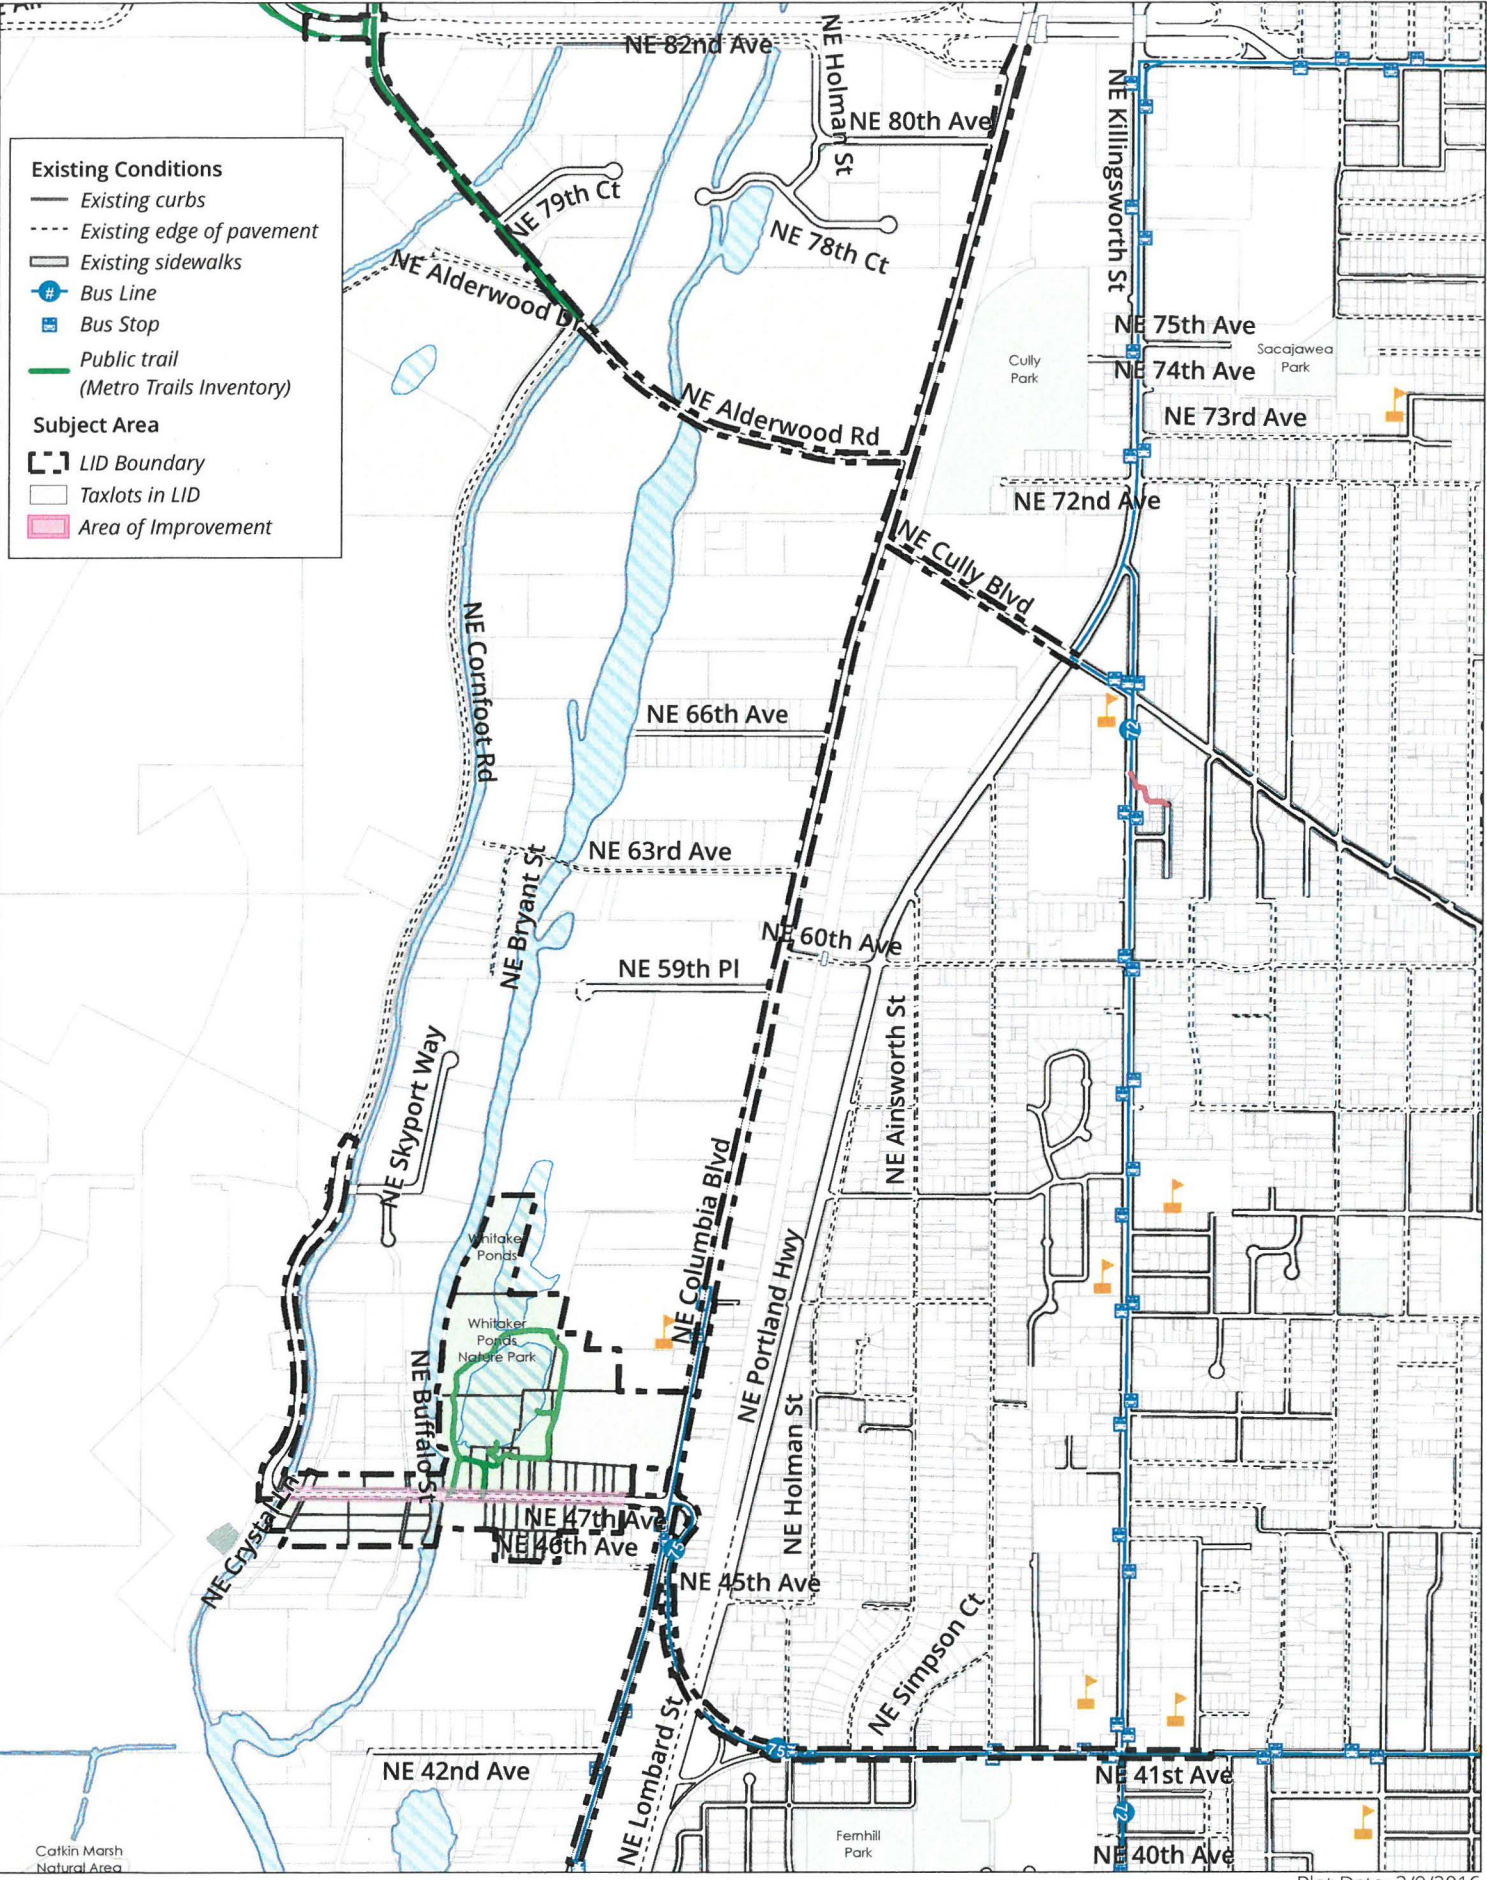 NE 82nd Ave
NE Holman St
NE 80th Ave
NE Killingsworth St
Existing Conditions
Existing curbs
Existing edge of pavement
Existing sidewalks
# Bus Line
Bus Stop
Public trail
(Metro Trails Inventory)
Subject Area
LID Boundary
Taxlots in LID
Area of Improvement
NE 79th Ct
NE 78th Ct
NE Alderwood D
NE 75th Ave
Sacajawea
Park
Cully
Park
NE 74th Ave
NE Alderwood Rd
NE 73rd Ave
NE 72nd Ave
NE Cully Blvd
NE Cornfoot Rd
NE 66th Ave
72
NE 63rd Ave
NE Bryant St
NE 60th Ave
NE 59th Pl
NE Ainsworth St
NE Skyport Way
NE Columbia Blvd
NE Portland Hwy
Whitaker
Ponds
Whitaker
Ponds
Nature Park
NE Buffalo St
NE Holman St
NE Crystal Ln
NE 47th Ave
NE 46th Ave
75
NE 45th Ave
NE Simpson Ct
NE Lombard St
75
NE 42nd Ave
NE 41st Ave
72
Catkin Marsh
Natural Area
Fernhill
Park
NE 40th Ave